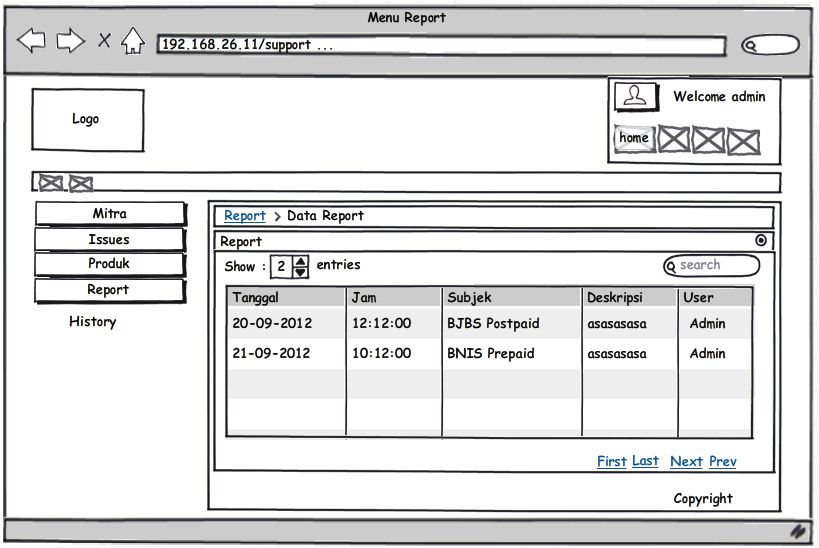 Menu Report
192.168.26.11/support ...
Logo
Welcome admin
home
Mitra
Issues
Produk
Report
History
Report > Data Report
Report
Show : 2 entries
search
Tanggal Jam Subjek Deskripsi User
20-09-2012 12:12:00 BJBS Postpaid asasasasa Admin
21-09-2012 10:12:00 BNIS Prepaid asasasasa Admin
First Last Next Prev
Copyright